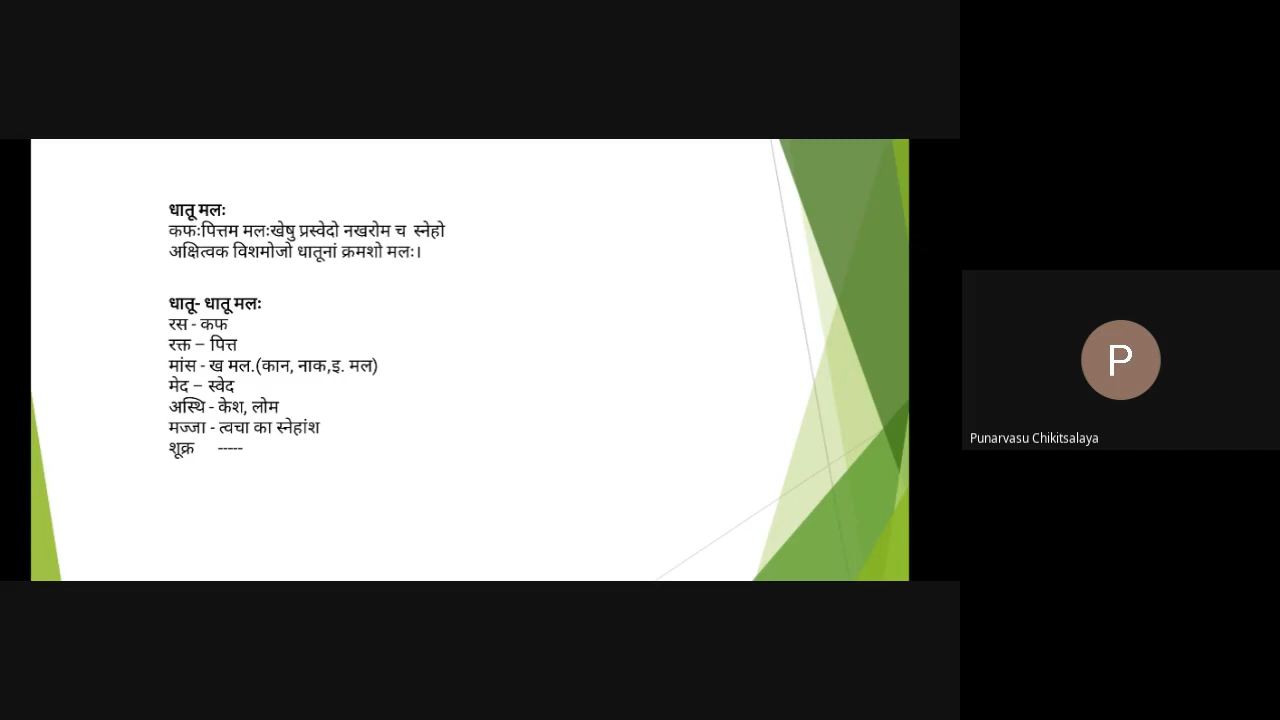 धातू मलः
कफःपित्तम मलःखेषु प्रस्वेदो नखरोम च स्नेहो
अक्षित्वक विशमोजो धातूनां क्रमशो मलः।
धातू- धातू मलः
रस - कफ
रक्त – पित्त
मांस - ख मल.(कान, नाक,इ. मल)
मेद – स्वेद
अस्थि - केश, लोम
मज्जा - त्वचा का स्नेहांश
शूक्र -----
P
Punarvasu Chikitsalaya